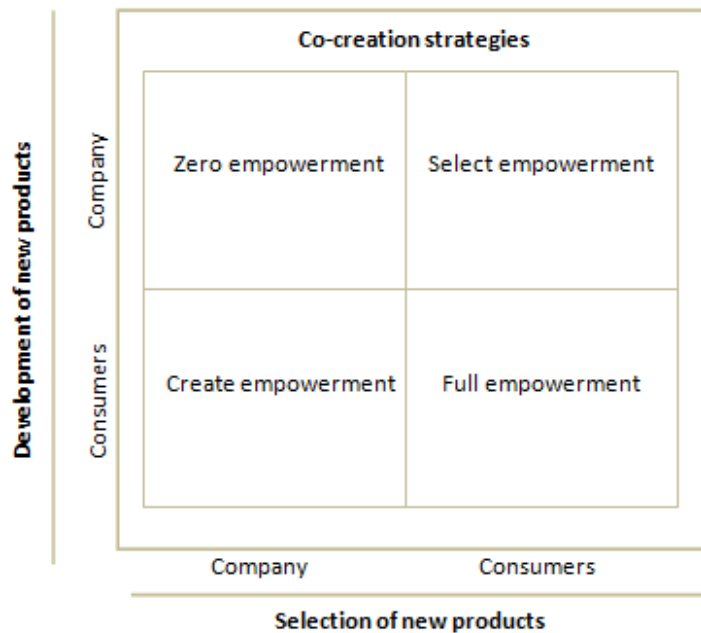 Co-creation strategies
Development of new products
Company
Zero empowerment
Select empowerment
Consumers
Create empowerment
Full empowerment
Company
Consumers
Selection of new products